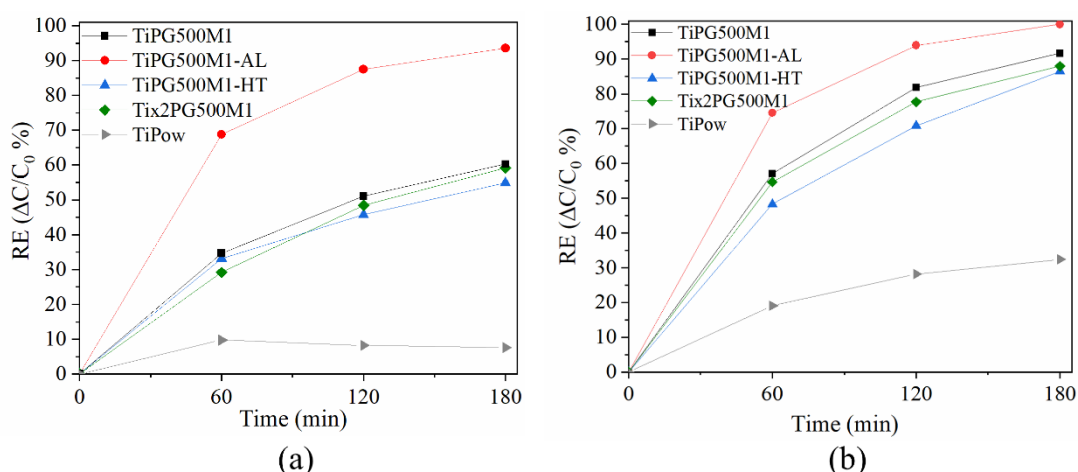 100
90
80
70
60
50
40
30
20
10
0
RE (ΔC/C0 %)
TiPG500M1
TiPG500M1-AL
TiPG500M1-HT
Tix2PG500M1
TiPow
0 60 120 180
Time (min)
(a)
100
90
80
70
60
50
40
30
20
10
0
RE (ΔC/C0 %)
TiPG500M1
TiPG500M1-AL
TiPG500M1-HT
Tix2PG500M1
TiPow
0 60 120 180
Time (min)
(b)